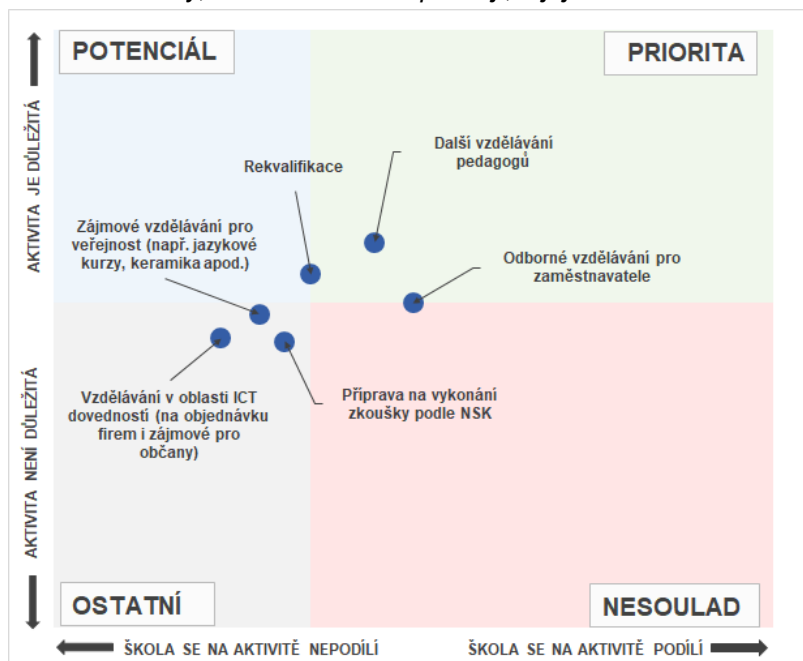 POTENCIÁL
PRIORITA
Další vzdělávání
pedagogů
Rekvalifikace
Zájmové vzdělávání pro
veřejnost (např. jazykové
kurzy, keramika apod.)
Odborné vzdělávání pro
zaměstnavatele
Vzdělávání v oblasti ICT
dovedností (na objednávku
firem i zájmové pro
občany)
Příprava na vykonání
zkoušky podle NSK
AKTIVITA JE DŮLEŽITÁ
AKTIVITA NENÍ DŮLEŽITÁ
OSTATNÍ
NESOULAD
ŠKOLA SE NA AKTIVITĚ NEPODÍLÍ
ŠKOLA SE NA AKTIVITĚ PODÍLÍ